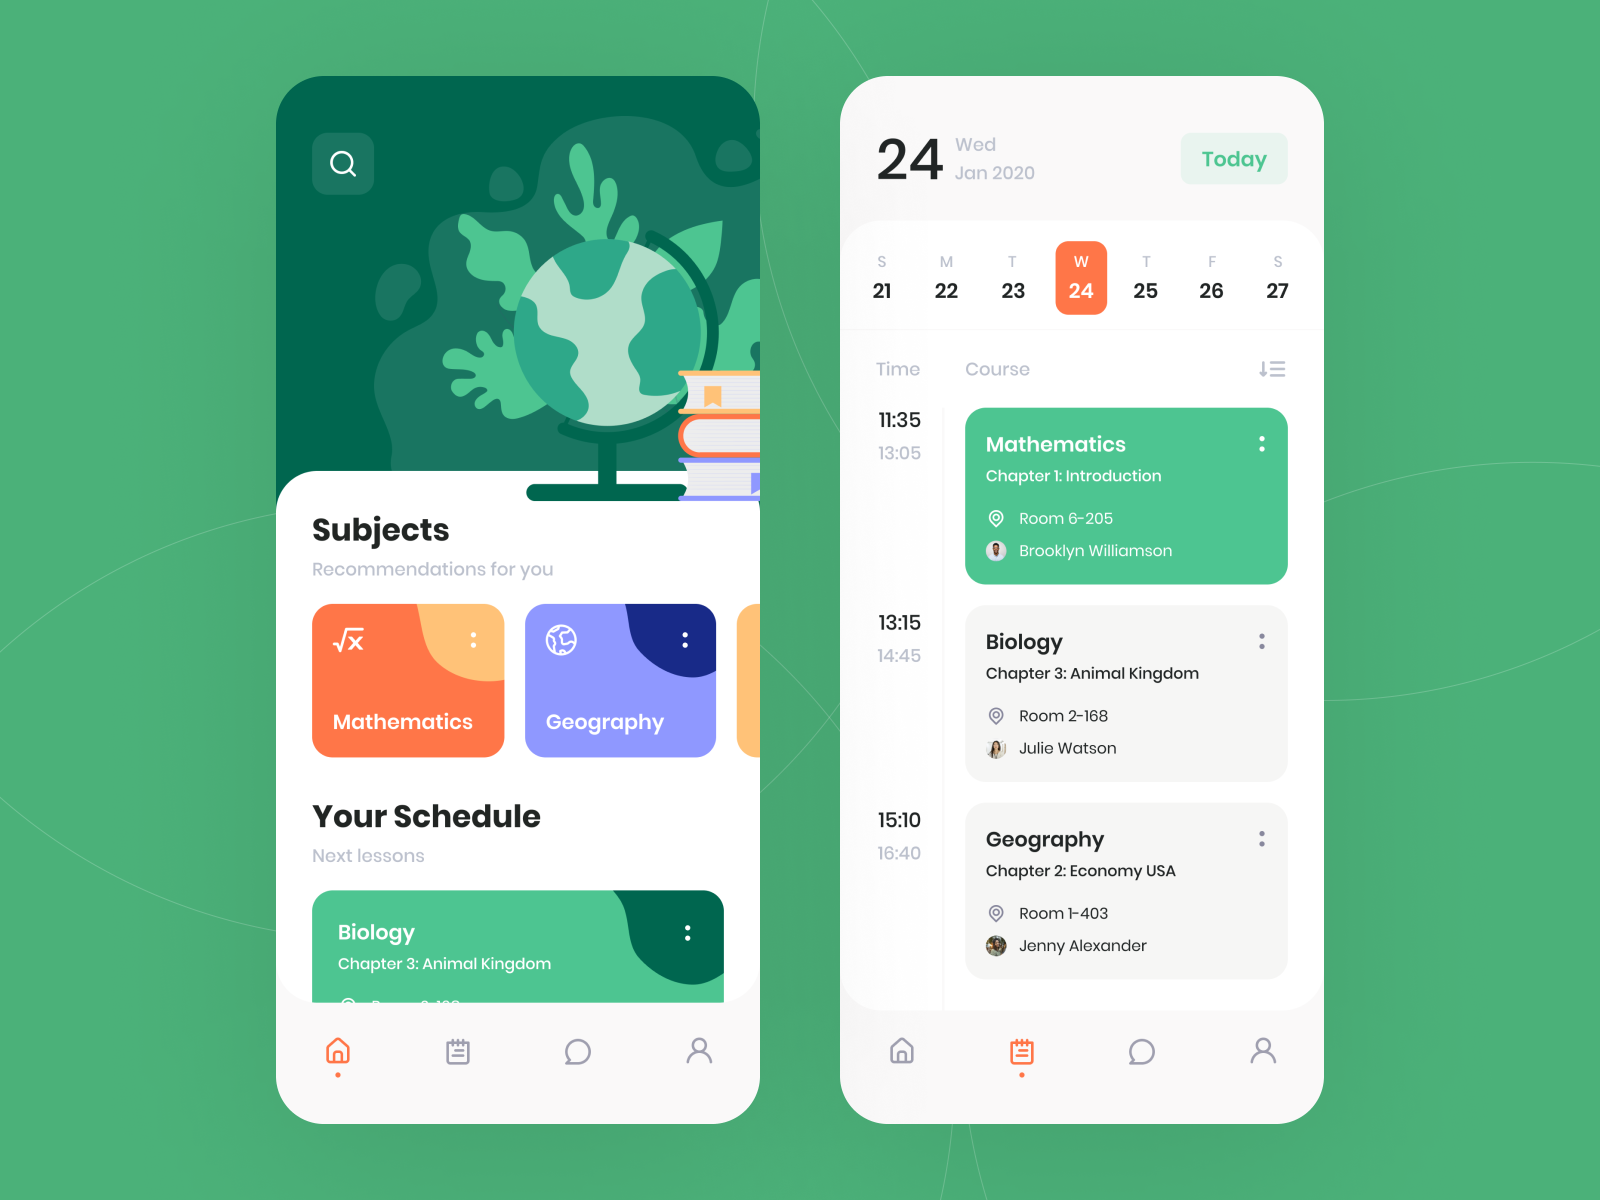 Subjects
Recommendations for you
√x
Mathematics
Geography
Your Schedule
Next lessons
Biology
Chapter 3: Animal Kingdom
24
Wed
Jan 2020
Today
S M T W T F S
21 22 23 24 25 26 27
Time Course
11:35
13:05
Mathematics
Chapter 1: Introduction
Room 6-205
Brooklyn Williamson
13:15
14:45
Biology
Chapter 3: Animal Kingdom
Room 2-168
Julie Watson
15:10
16:40
Geography
Chapter 2: Economy USA
Room 1-403
Jenny Alexander